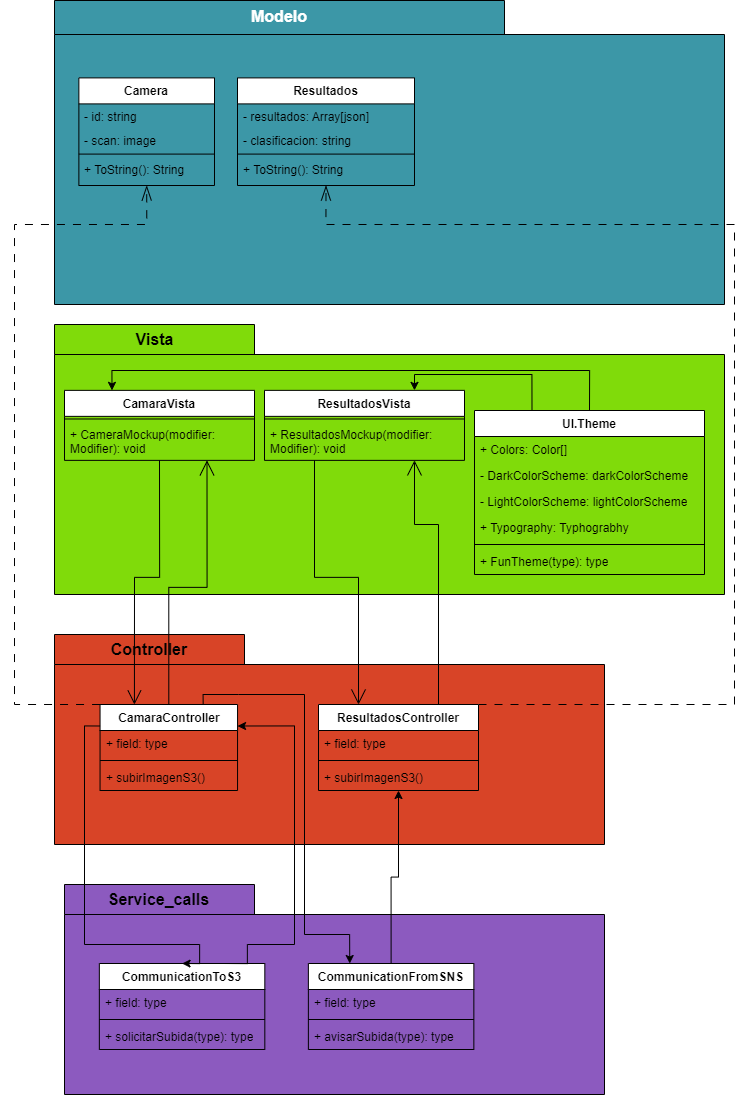 Modelo
Camera
- id: string
- scan: image
+ ToString(): String
Resultados
- resultados: Array[json]
- clasificacion: string
+ ToString(): String
Vista
CamaraVista
+ CameraMockup(modifier:
Modifier): void
ResultadosVista
+ ResultadosMockup(modifier:
Modifier): void
UI.Theme
+ Colors: Color[]
- DarkColorScheme: darkColorScheme
- LightColorScheme: lightColorScheme
+ Typography: Typhograbhy
+ FunTheme(type): type
Controller
CamaraController
+ field: type
+ subirImagenS3()
ResultadosController
+ field: type
+ subirImagenS3()
Service_calls
CommunicationToS3
+ field: type
+ solicitarSubida(type): type
CommunicationFromSNS
+ field: type
+ avisarSubida(type): type